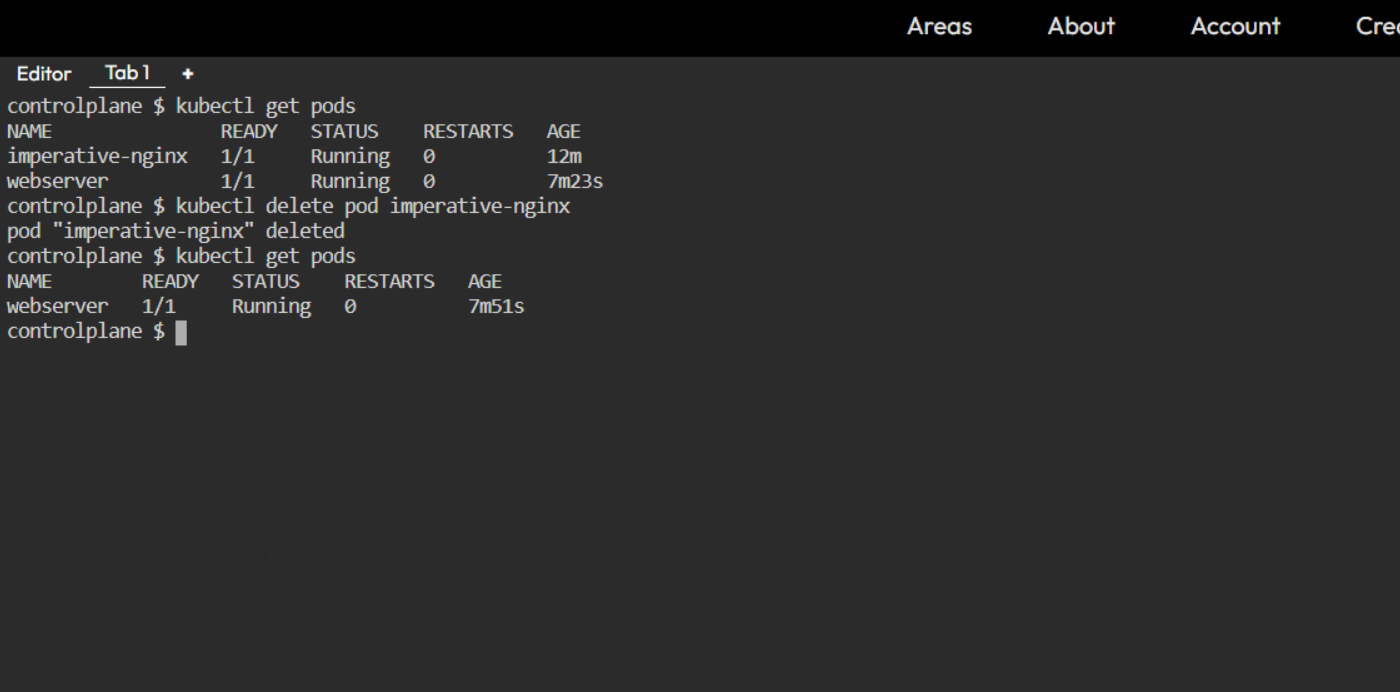 Areas About Account
Editor Tab 1 +
controlplane $ kubectl get pods
NAME READY STATUS RESTARTS AGE
imperative-nginx 1/1 Running 0 12m
webserver 1/1 Running 0 7m23s
controlplane $ kubectl delete pod imperative-nginx
pod "imperative-nginx" deleted
controlplane $ kubectl get pods
NAME READY STATUS RESTARTS AGE
webserver 1/1 Running 0 7m51s
controlplane $